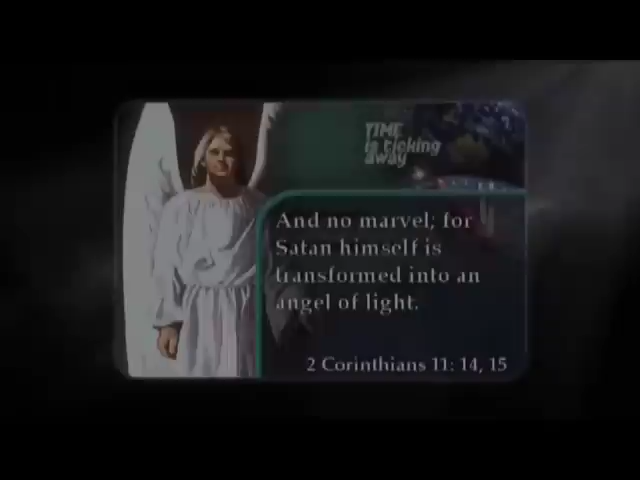 TIME
is ticking
away
And no marvel; for
Satan himself is
transformed into an
angel of light.
2 Corinthians 11: 14, 15